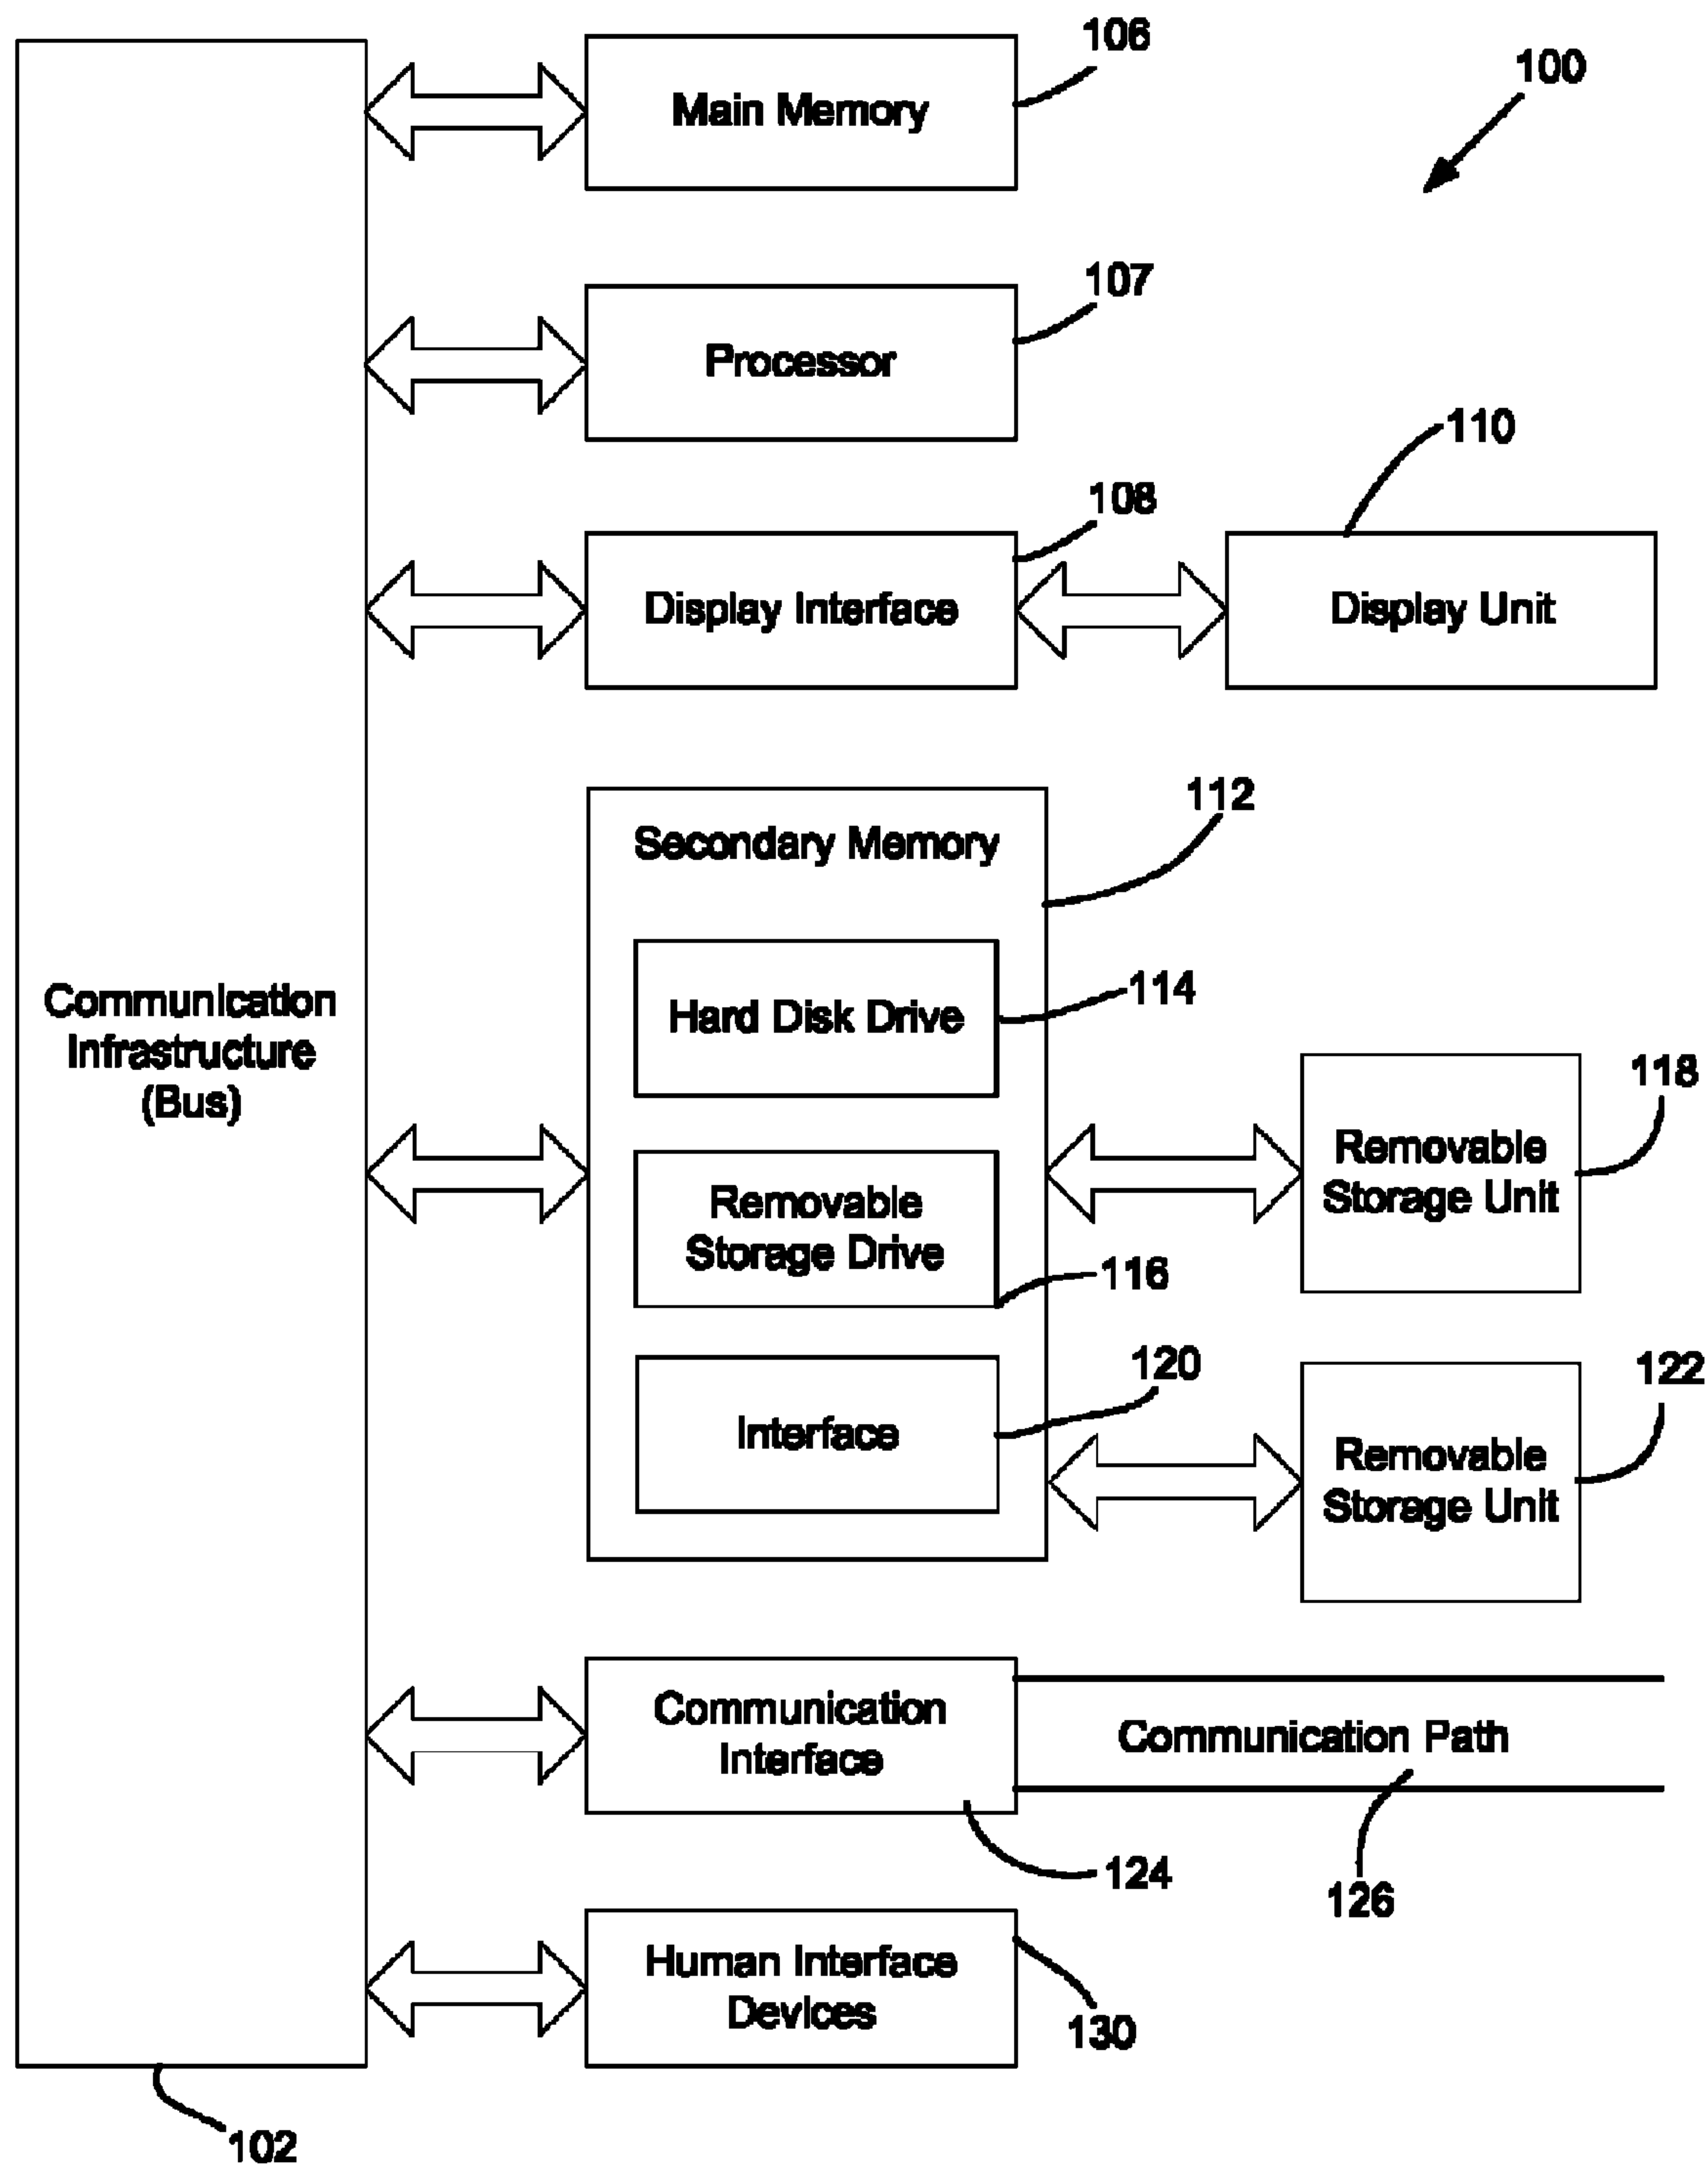 106
100
Main Memory
107
Processor
110
108
Display Interface
Display Unit
112
Secondary Memory
114
Hard Disk Drive
Communication
Infrastructure
(Bus)
118
Removable
Storage Unit
Removable
Storage Drive
116
120
122
Interface
Removable
Storage Unit
Communication
Interface
Communication Path
124
126
Human Interface
Devices
130
102